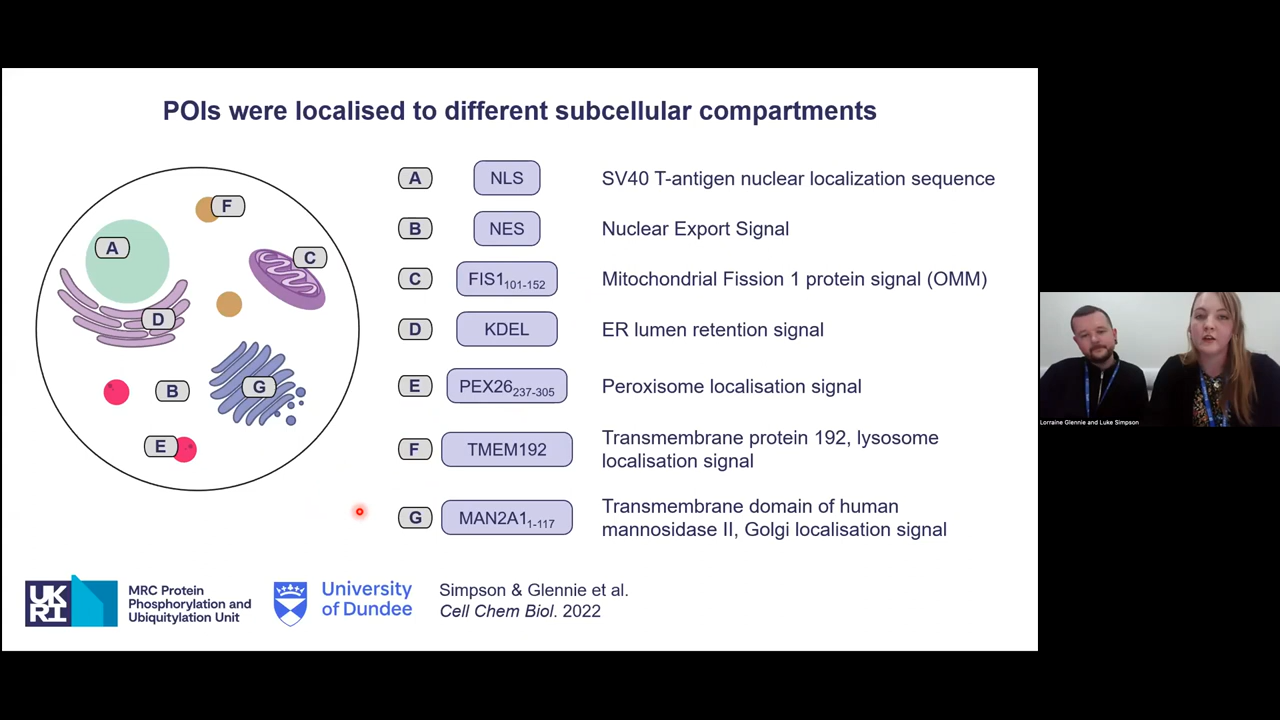 POIs were localised to different subcellular compartments
F
A
C
D
B
G
E
A NLS SV40 T-antigen nuclear localization sequence
B NES Nuclear Export Signal
C FIS1101-152 Mitochondrial Fission 1 protein signal (OMM)
D KDEL ER lumen retention signal
E PEX26237-305 Peroxisome localisation signal
F TMEM192 Transmembrane protein 192, lysosome
localisation signal
G MAN2A11-117 Transmembrane domain of human
mannosidase II, Golgi localisation signal
UK
RI
MRC Protein
Phosphorylation and
Ubiquitylation Unit
University
of Dundee
Simpson & Glennie et al.
Cell Chem Biol. 2022
Lorraine Glennie and Luke Simpson